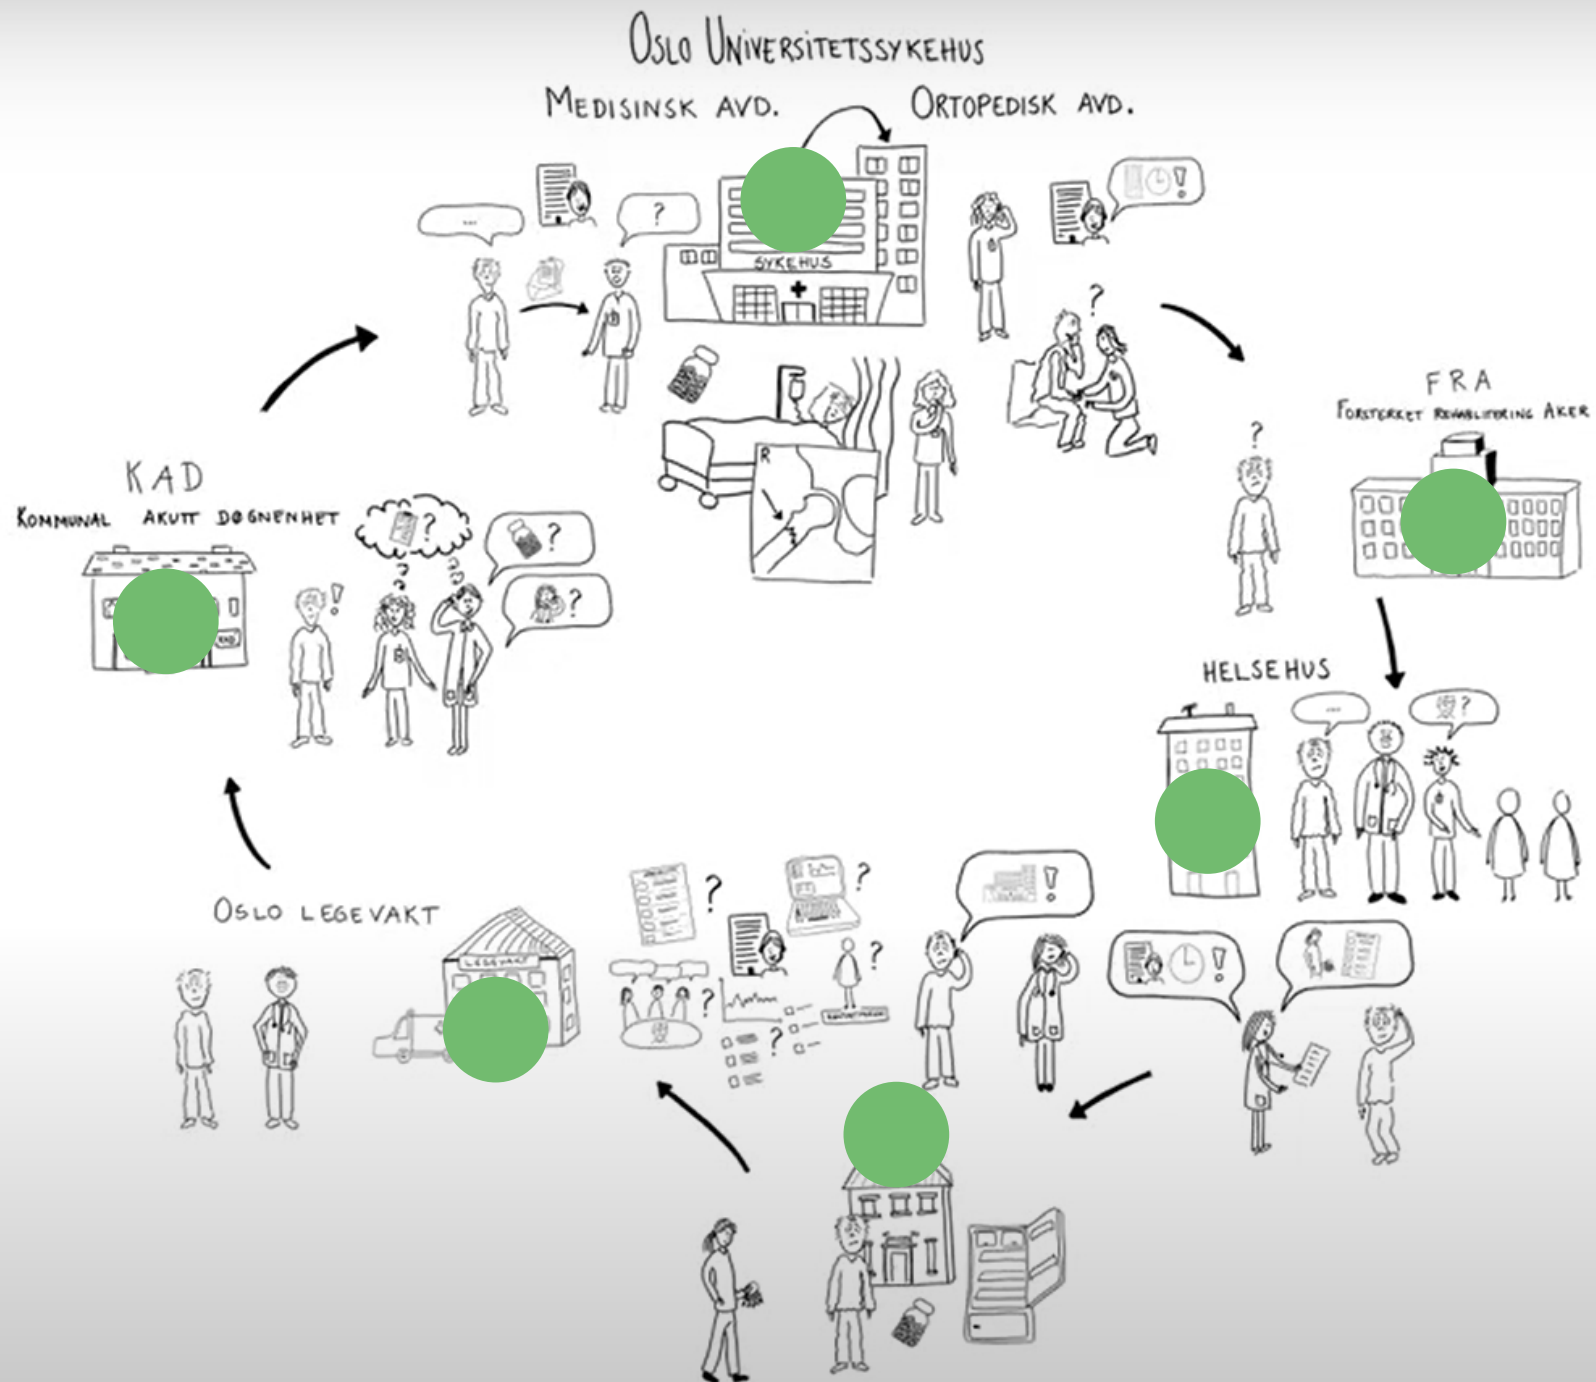 OSLO UNIVERSITETSSYKEHUS
MEDISINSK AVD.
ORTOPEDISK AVD.
...
?
!
SYKEHUS
?
R
FRA
FORSTERKET REHABILITERING AKER
?
KAD
KOMMUNAL AKUTT DØGNENHET
?
?
?
!
KAD
HELSEHUS
...
?
OSLO LEGEVAKT
LEGEVAKT
?
?
?
?
?
!
!